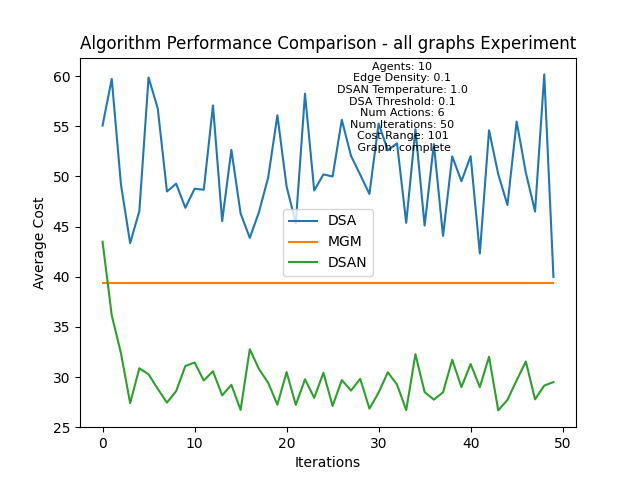 Algorithm Performance Comparison - all graphs Experiment
Agents: 10
Edge Density: 0.1
DSAN Temperature: 1.0
DSA Threshold: 0.1
Num Actions: 6
Num Iterations: 50
Cost Range: 101
Graph: complete
60
55
50
45
40
35
30
25
Average Cost
DSA
MGM
DSAN
0
10
20
30
40
50
Iterations